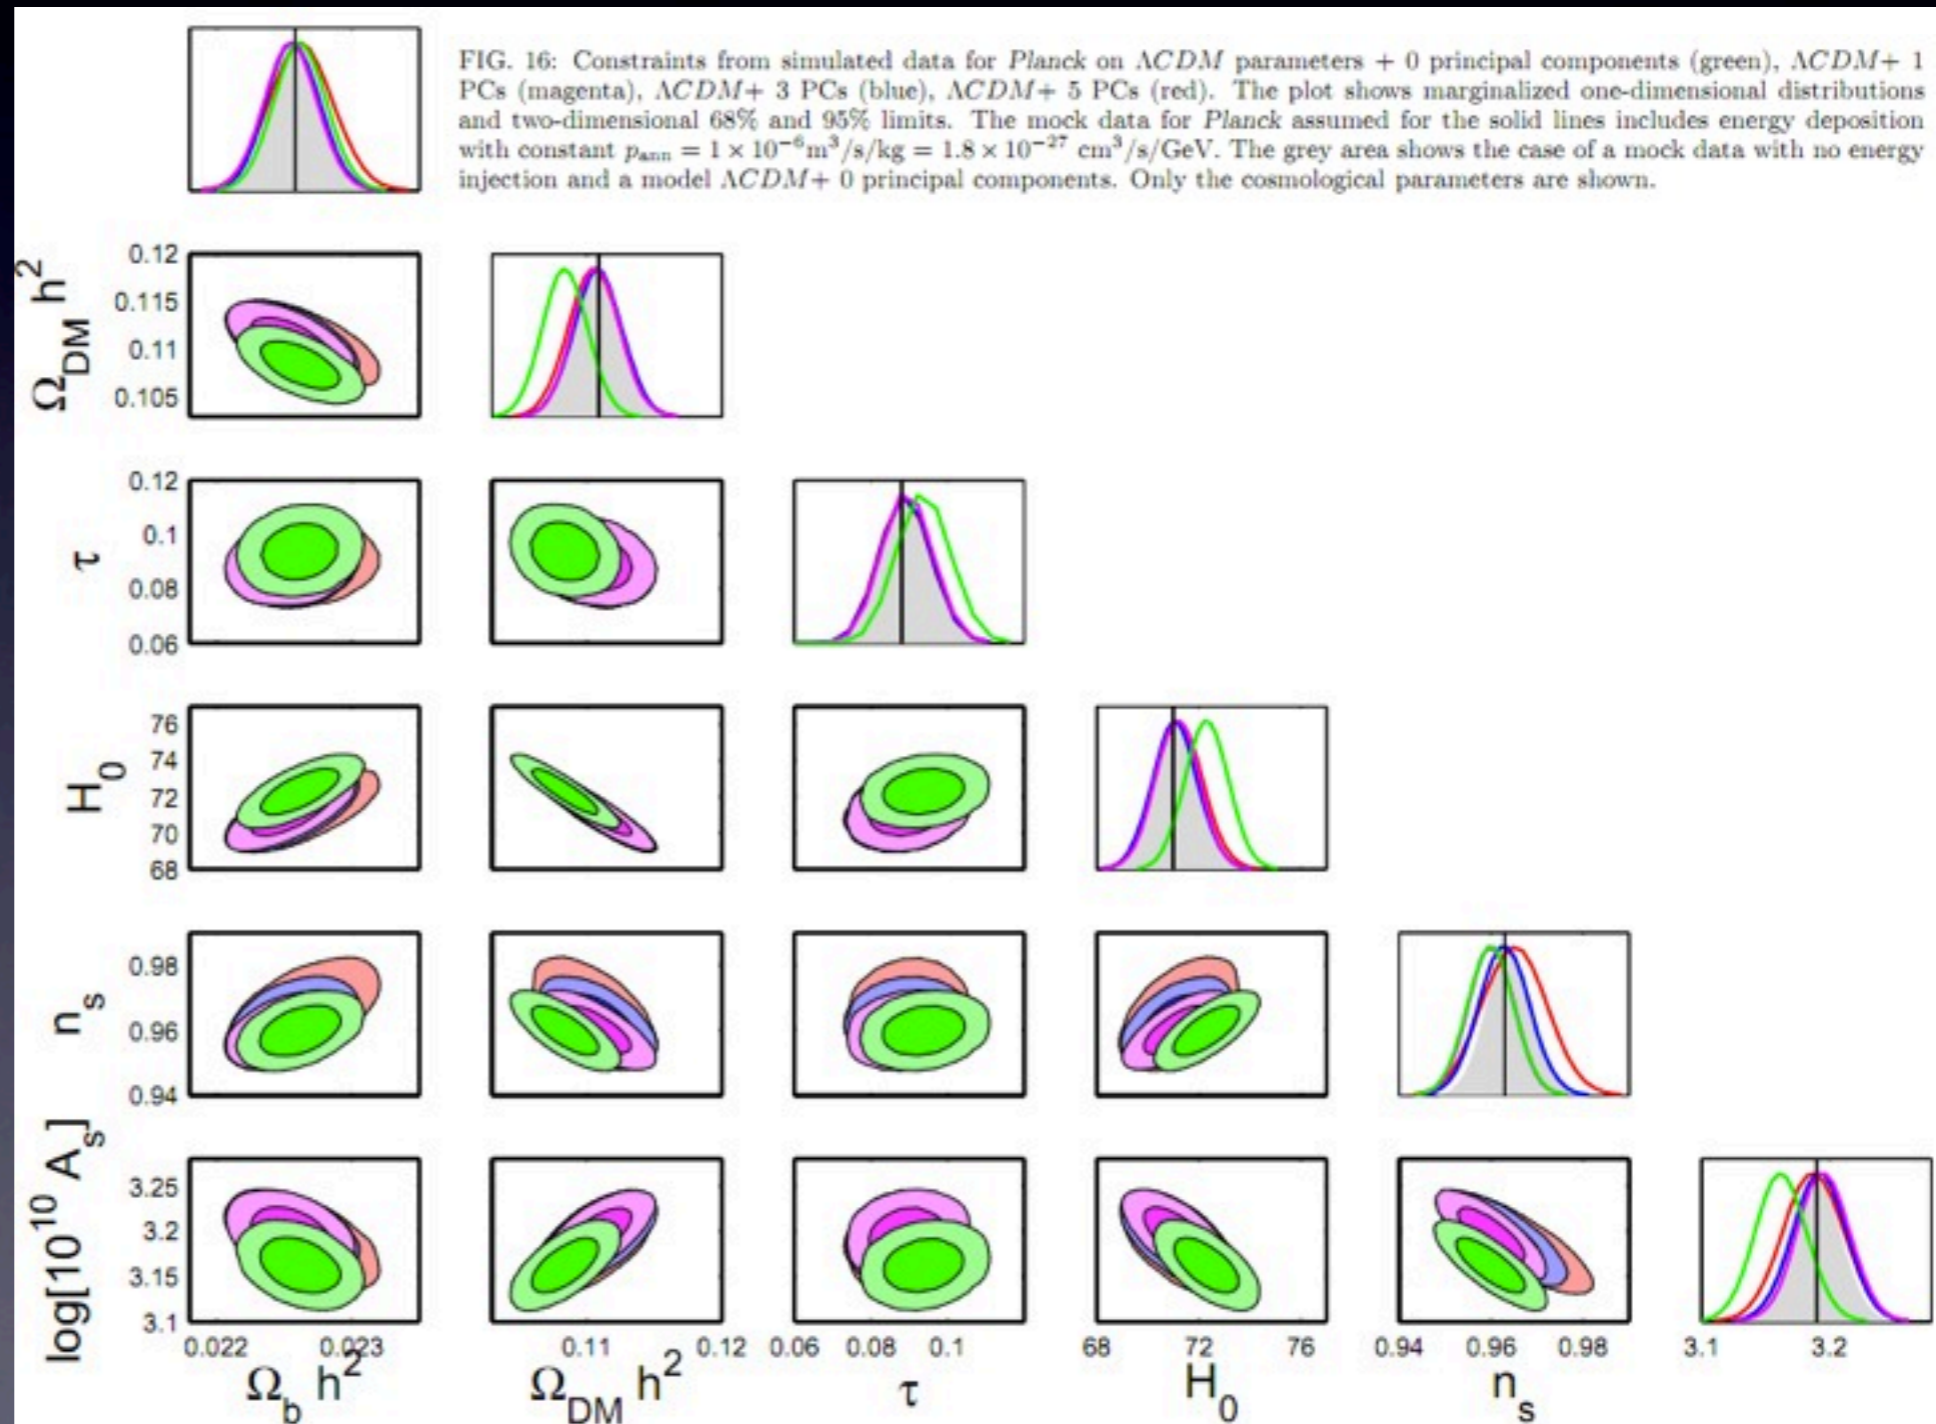 FIG. 16: Constraints from simulated data for Planck on ΛCDM parameters + 0 principal components (green), ΛCDM+ 1
PCs (magenta), ΛCDM+ 3 PCs (blue), ΛCDM+ 5 PCs (red). The plot shows marginalized one-dimensional distributions
and two-dimensional 68% and 95% limits. The mock data for Planck assumed for the solid lines includes energy deposition
with constant p_ann = 1 × 10⁻⁶m³/s/kg = 1.8 × 10⁻²⁷ cm³/s/GeV. The grey area shows the case of a mock data with no energy
injection and a model ΛCDM+ 0 principal components. Only the cosmological parameters are shown.
Ω_DM h²
0.12
0.115
0.11
0.105
τ
0.12
0.1
0.08
0.06
H₀
76
74
72
70
68
n_s
0.98
0.96
0.94
log[10¹⁰ A_s]
3.25
3.2
3.15
3.1
0.022 0.023 0.11 0.12 0.06 0.08 0.1 68 72 76 0.94 0.96 0.98 3.1 3.2
Ω_b h² Ω_DM h² τ H₀ n_s